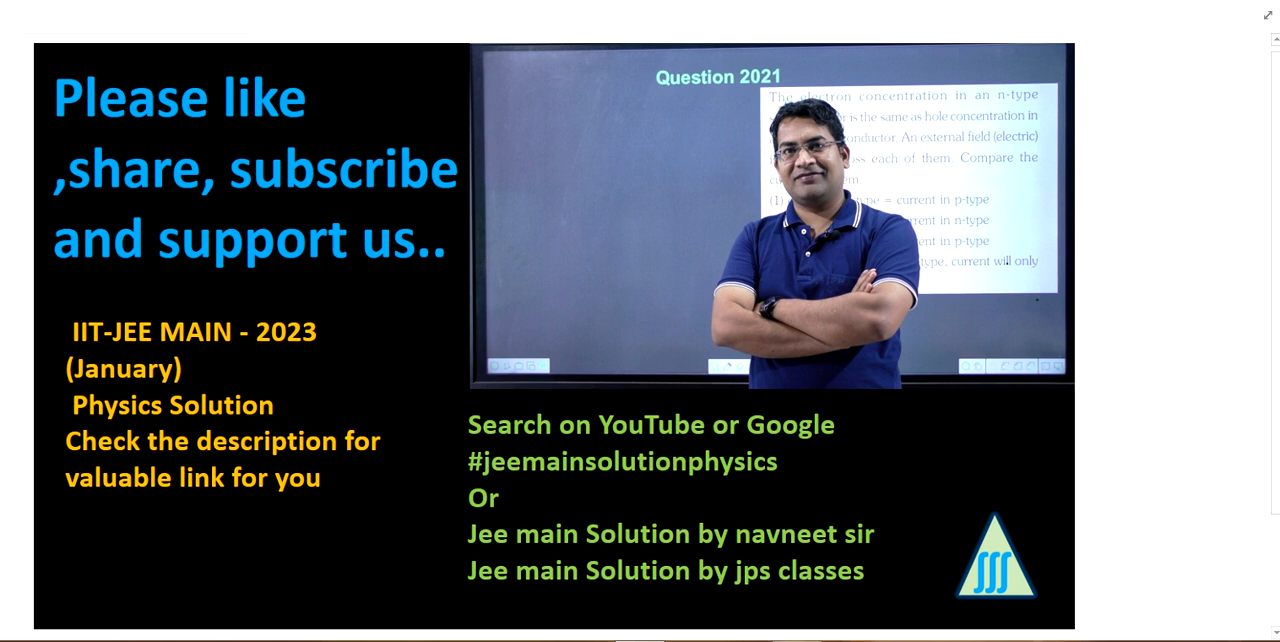 Please like
,share, subscribe
and support us..
IIT-JEE MAIN - 2023
(January)
Physics Solution
Check the description for
valuable link for you
Question 2021
The electron concentration in an n-type
is the same as hole concentration in
An external field (electric)
each of them. Compare the
(1) = current in p-type
in n-type
in p-type
type, current will only
Search on YouTube or Google
#jeemainsolutionphysics
Or
Jee main Solution by navneet sir
Jee main Solution by jps classes